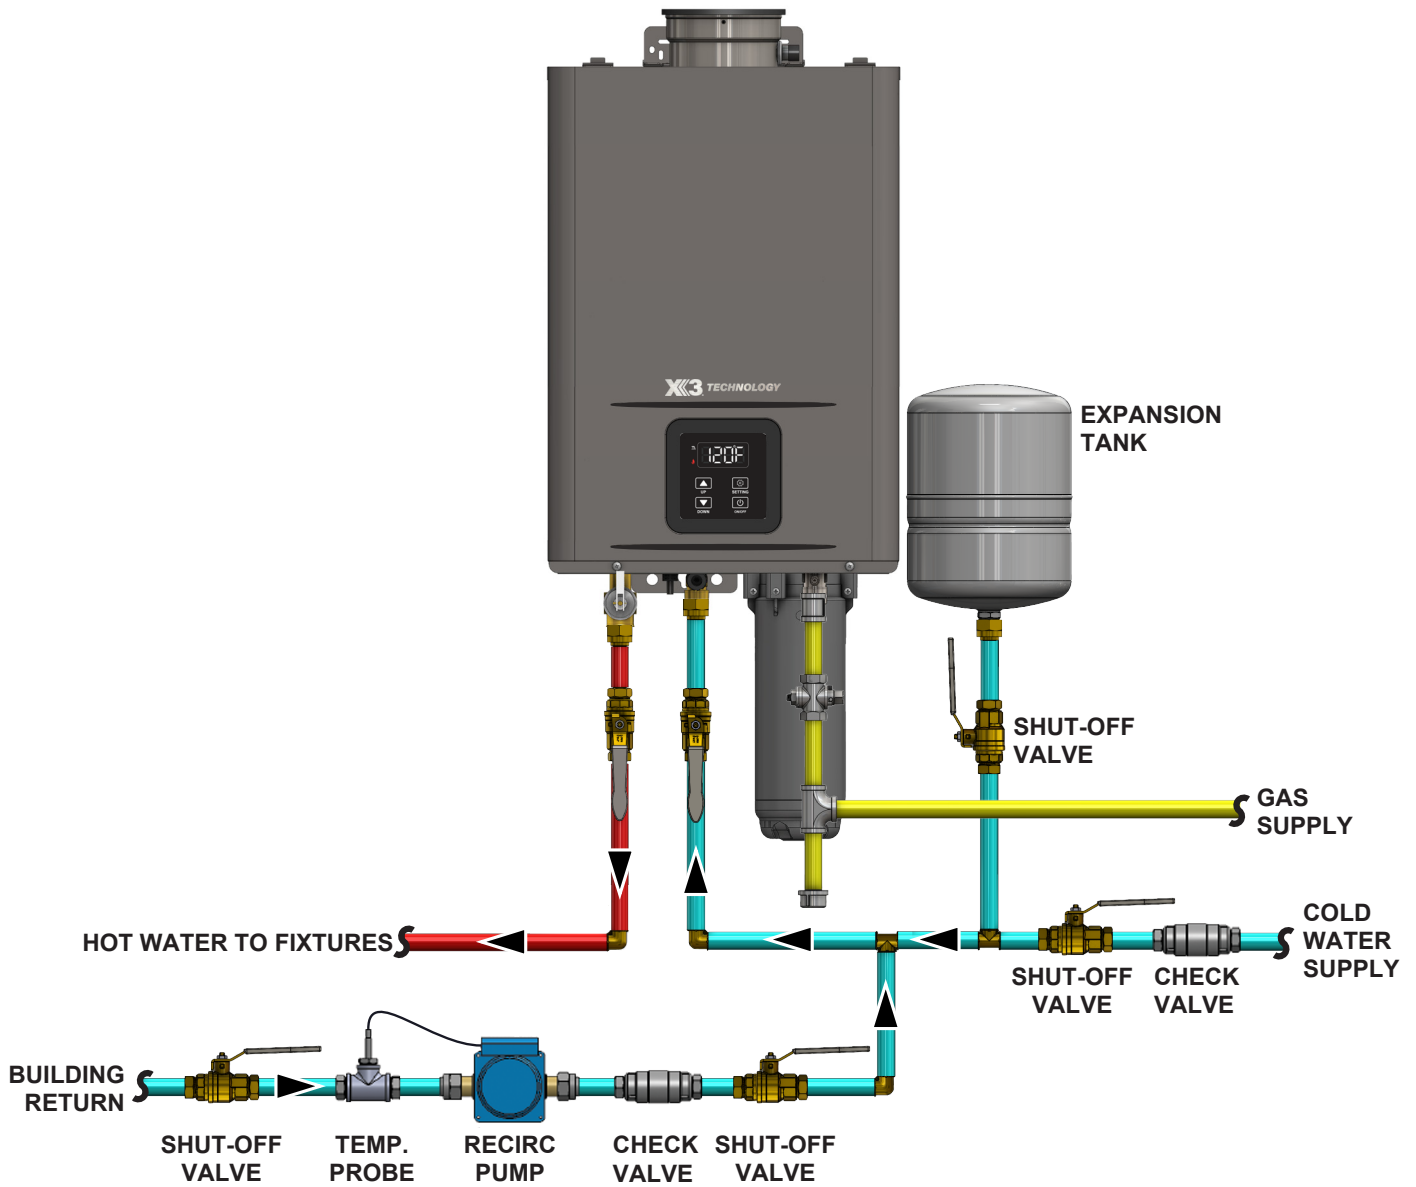 X3 TECHNOLOGY
120°F
UP
SETTING
DOWN
ON/OFF
EXPANSION
TANK
SHUT-OFF
VALVE
GAS
SUPPLY
COLD
WATER
SUPPLY
HOT WATER TO FIXTURES
SHUT-OFF
VALVE
CHECK
VALVE
BUILDING
RETURN
SHUT-OFF
VALVE
TEMP.
PROBE
RECIRC
PUMP
CHECK
VALVE
SHUT-OFF
VALVE